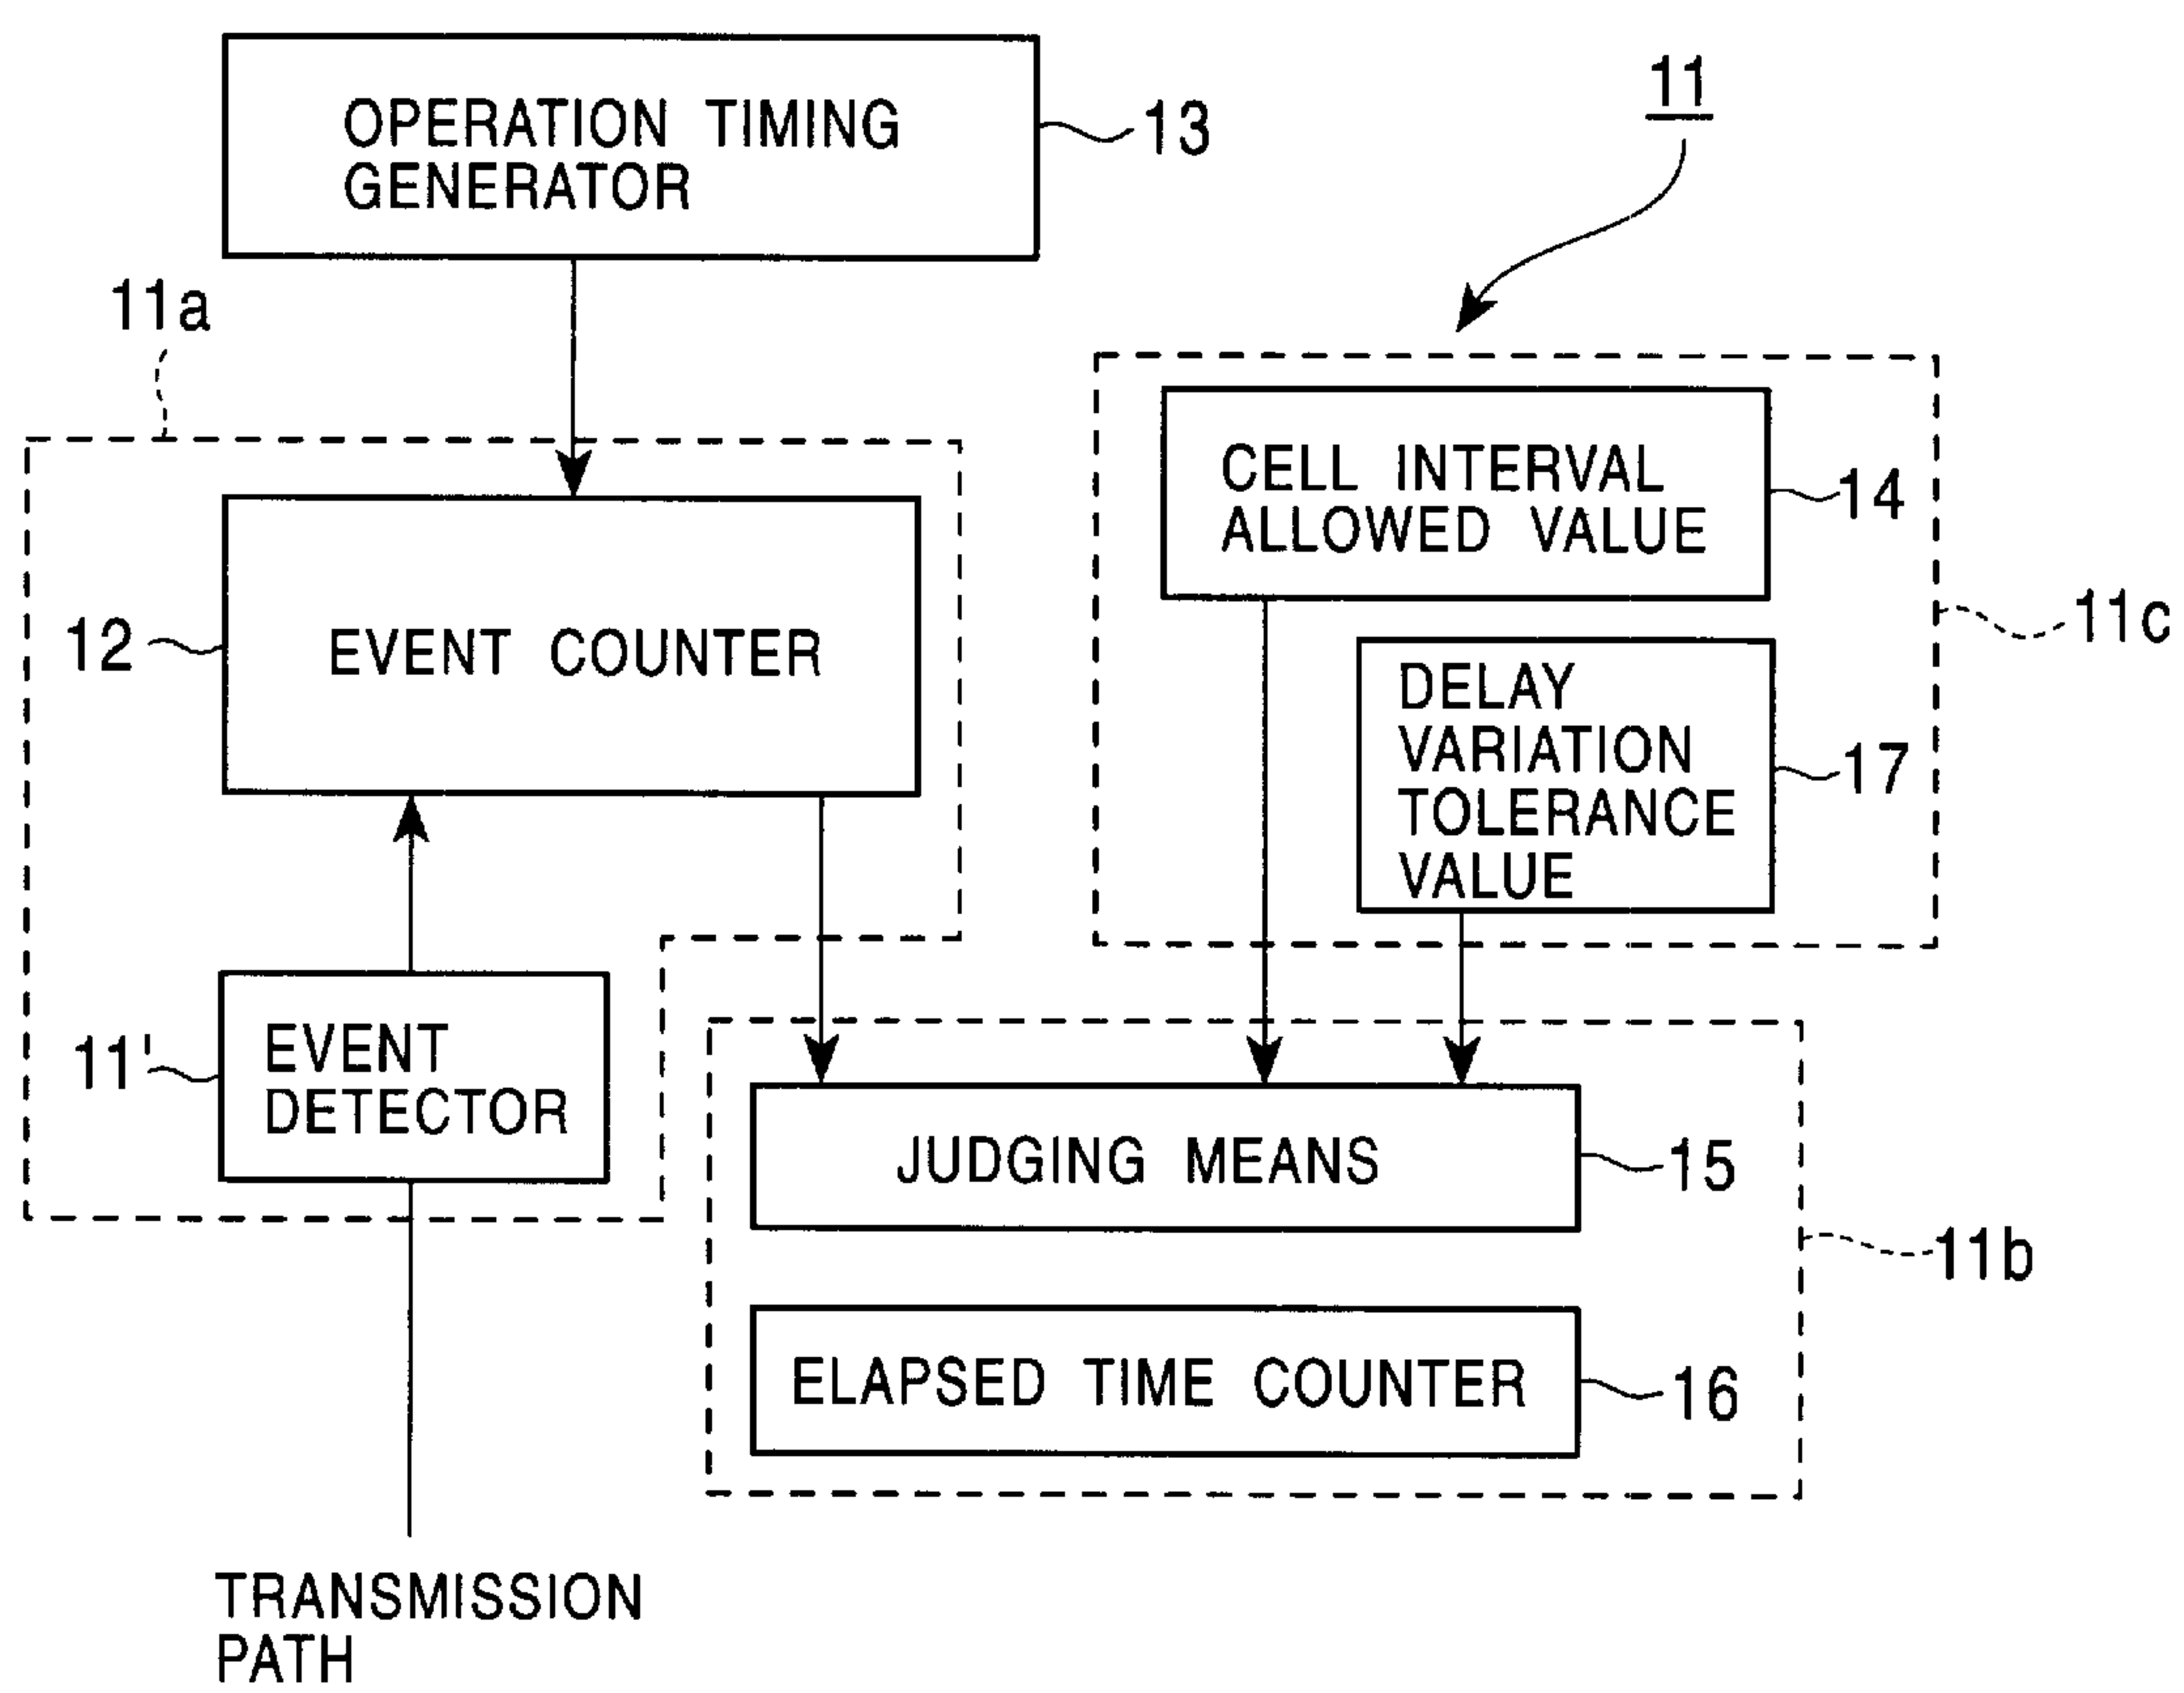 OPERATION TIMING
GENERATOR
13
11
11a
CELL INTERVAL
ALLOWED VALUE
14
11c
12
EVENT COUNTER
DELAY
VARIATION
TOLERANCE
VALUE
17
11'
EVENT
DETECTOR
JUDGING MEANS
15
11b
ELAPSED TIME COUNTER
16
TRANSMISSION
PATH